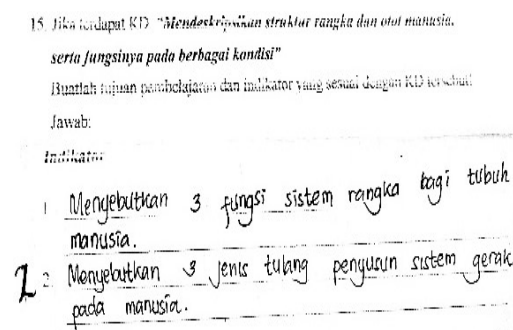 15. Jika terdapat KD "Mendeskripsikan struktur rangka dan otot manusia,
serta fungsinya pada berbagai kondisi"
Buatlah tujuan pembelajaran dan indikator yang sesuai dengan KD tersebut!
Jawab:
Indikator
1 Menyebutkan 3 fungsi sistem rangka bagi tubuh
manusia.
2. Menyebutkan 3 jenis tulang penyusun sistem gerak
pada manusia.